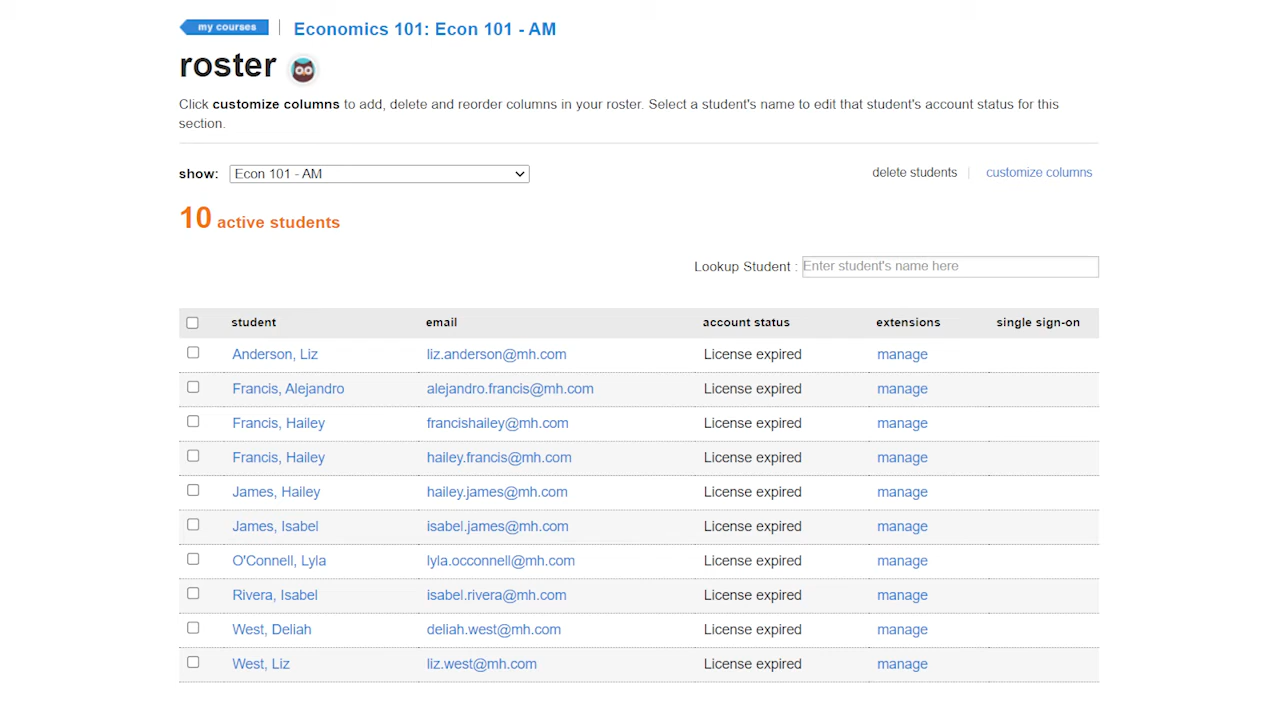 my courses Economics 101: Econ 101 - AM
roster
Click customize columns to add, delete and reorder columns in your roster. Select a student's name to edit that student's account status for this
section.
show: Econ 101 - AM delete students customize columns
10 active students
Lookup Student : Enter student's name here
student email account status extensions single sign-on
Anderson, Liz liz.anderson@mh.com License expired manage
Francis, Alejandro alejandro.francis@mh.com License expired manage
Francis, Hailey francishailey@mh.com License expired manage
Francis, Hailey hailey.francis@mh.com License expired manage
James, Hailey hailey.james@mh.com License expired manage
James, Isabel isabel.james@mh.com License expired manage
O'Connell, Lyla lyla.occonnell@mh.com License expired manage
Rivera, Isabel isabel.rivera@mh.com License expired manage
West, Deliah deliah.west@mh.com License expired manage
West, Liz liz.west@mh.com License expired manage